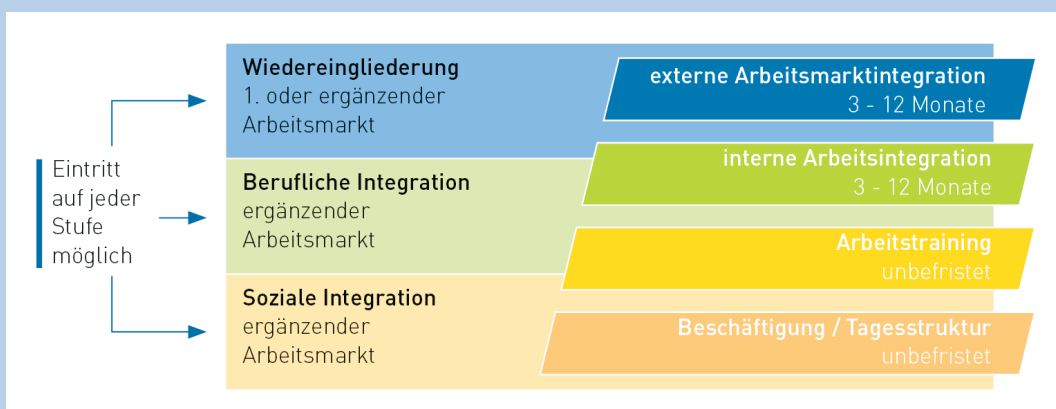 Eintritt
auf jeder
Stufe
möglich
Wiedereingliederung
1. oder ergänzender
Arbeitsmarkt
externe Arbeitsmarktintegration
3 - 12 Monate
Berufliche Integration
ergänzender
Arbeitsmarkt
interne Arbeitsintegration
3 - 12 Monate
Arbeitstraining
unbefristet
Soziale Integration
ergänzender
Arbeitsmarkt
Beschäftigung / Tagesstruktur
unbefristet